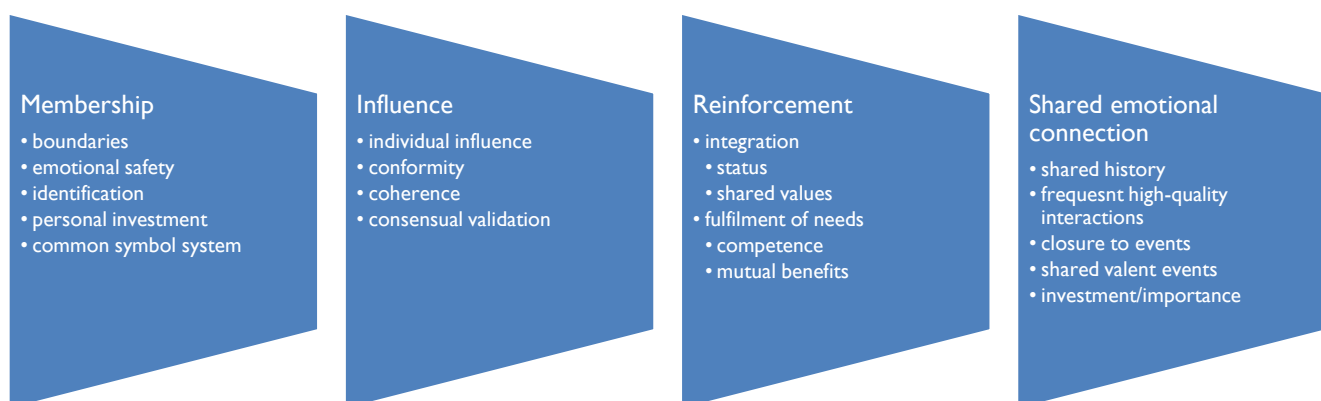 Membership
• boundaries
• emotional safety
• identification
• personal investment
• common symbol system
Influence
• individual influence
• conformity
• coherence
• consensual validation
Reinforcement
• integration
• status
• shared values
• fulfilment of needs
• competence
• mutual benefits
Shared emotional
connection
• shared history
• frequesnt high-quality
interactions
• closure to events
• shared valent events
• investment/importance